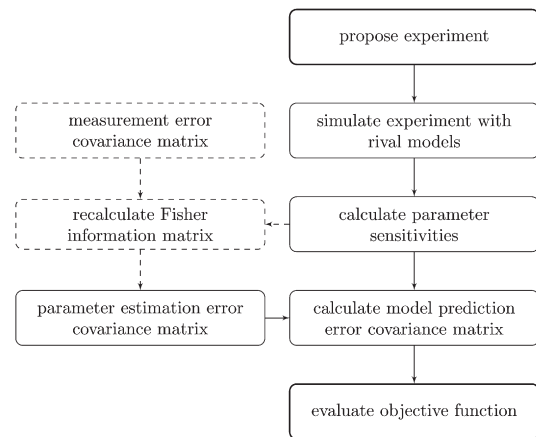 propose experiment
measurement error
covariance matrix
simulate experiment with
rival models
recalculate Fisher
information matrix
calculate parameter
sensitivities
parameter estimation error
covariance matrix
calculate model prediction
error covariance matrix
evaluate objective function